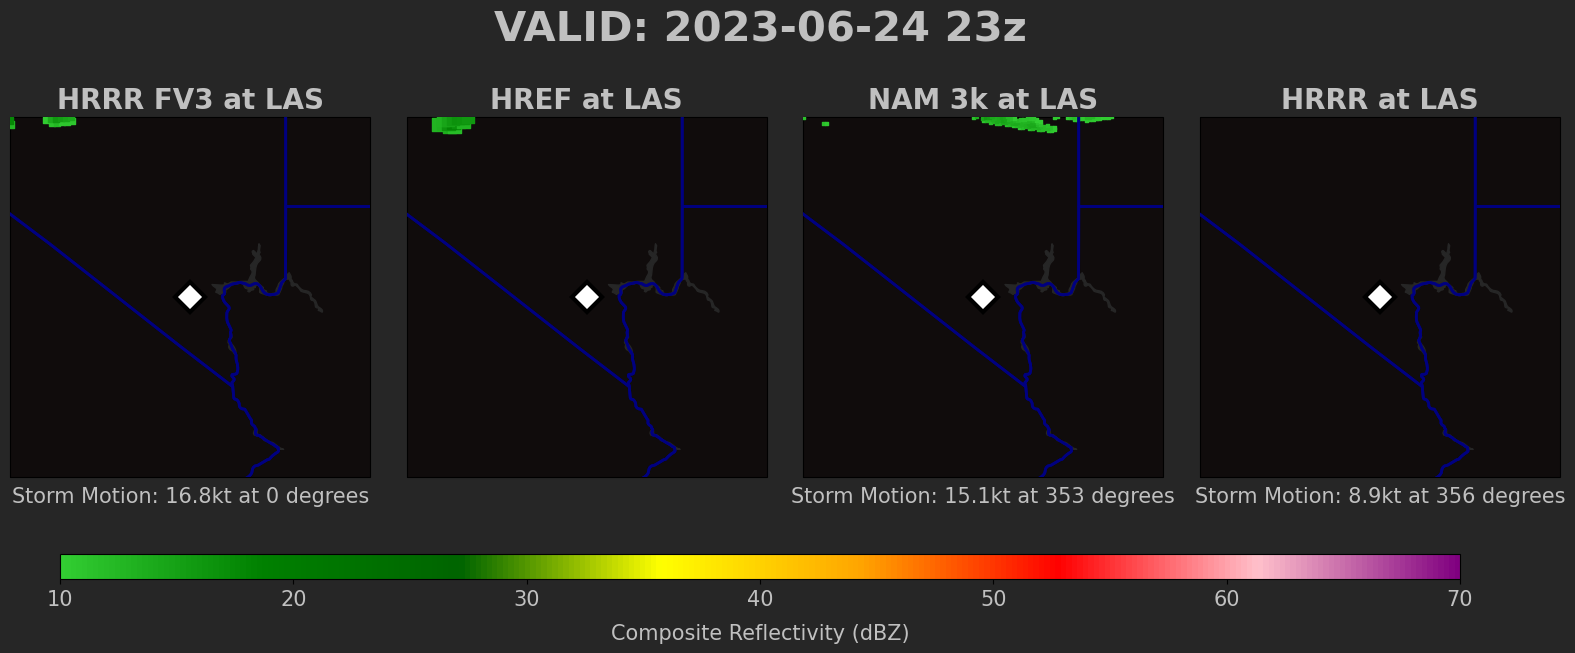 VALID: 2023-06-24 23z
HRRR FV3 at LAS
HREF at LAS
NAM 3k at LAS
HRRR at LAS
Storm Motion: 16.8kt at 0 degrees
Storm Motion: 15.1kt at 353 degrees
Storm Motion: 8.9kt at 356 degrees
10 20 30 40 50 60 70
Composite Reflectivity (dBZ)